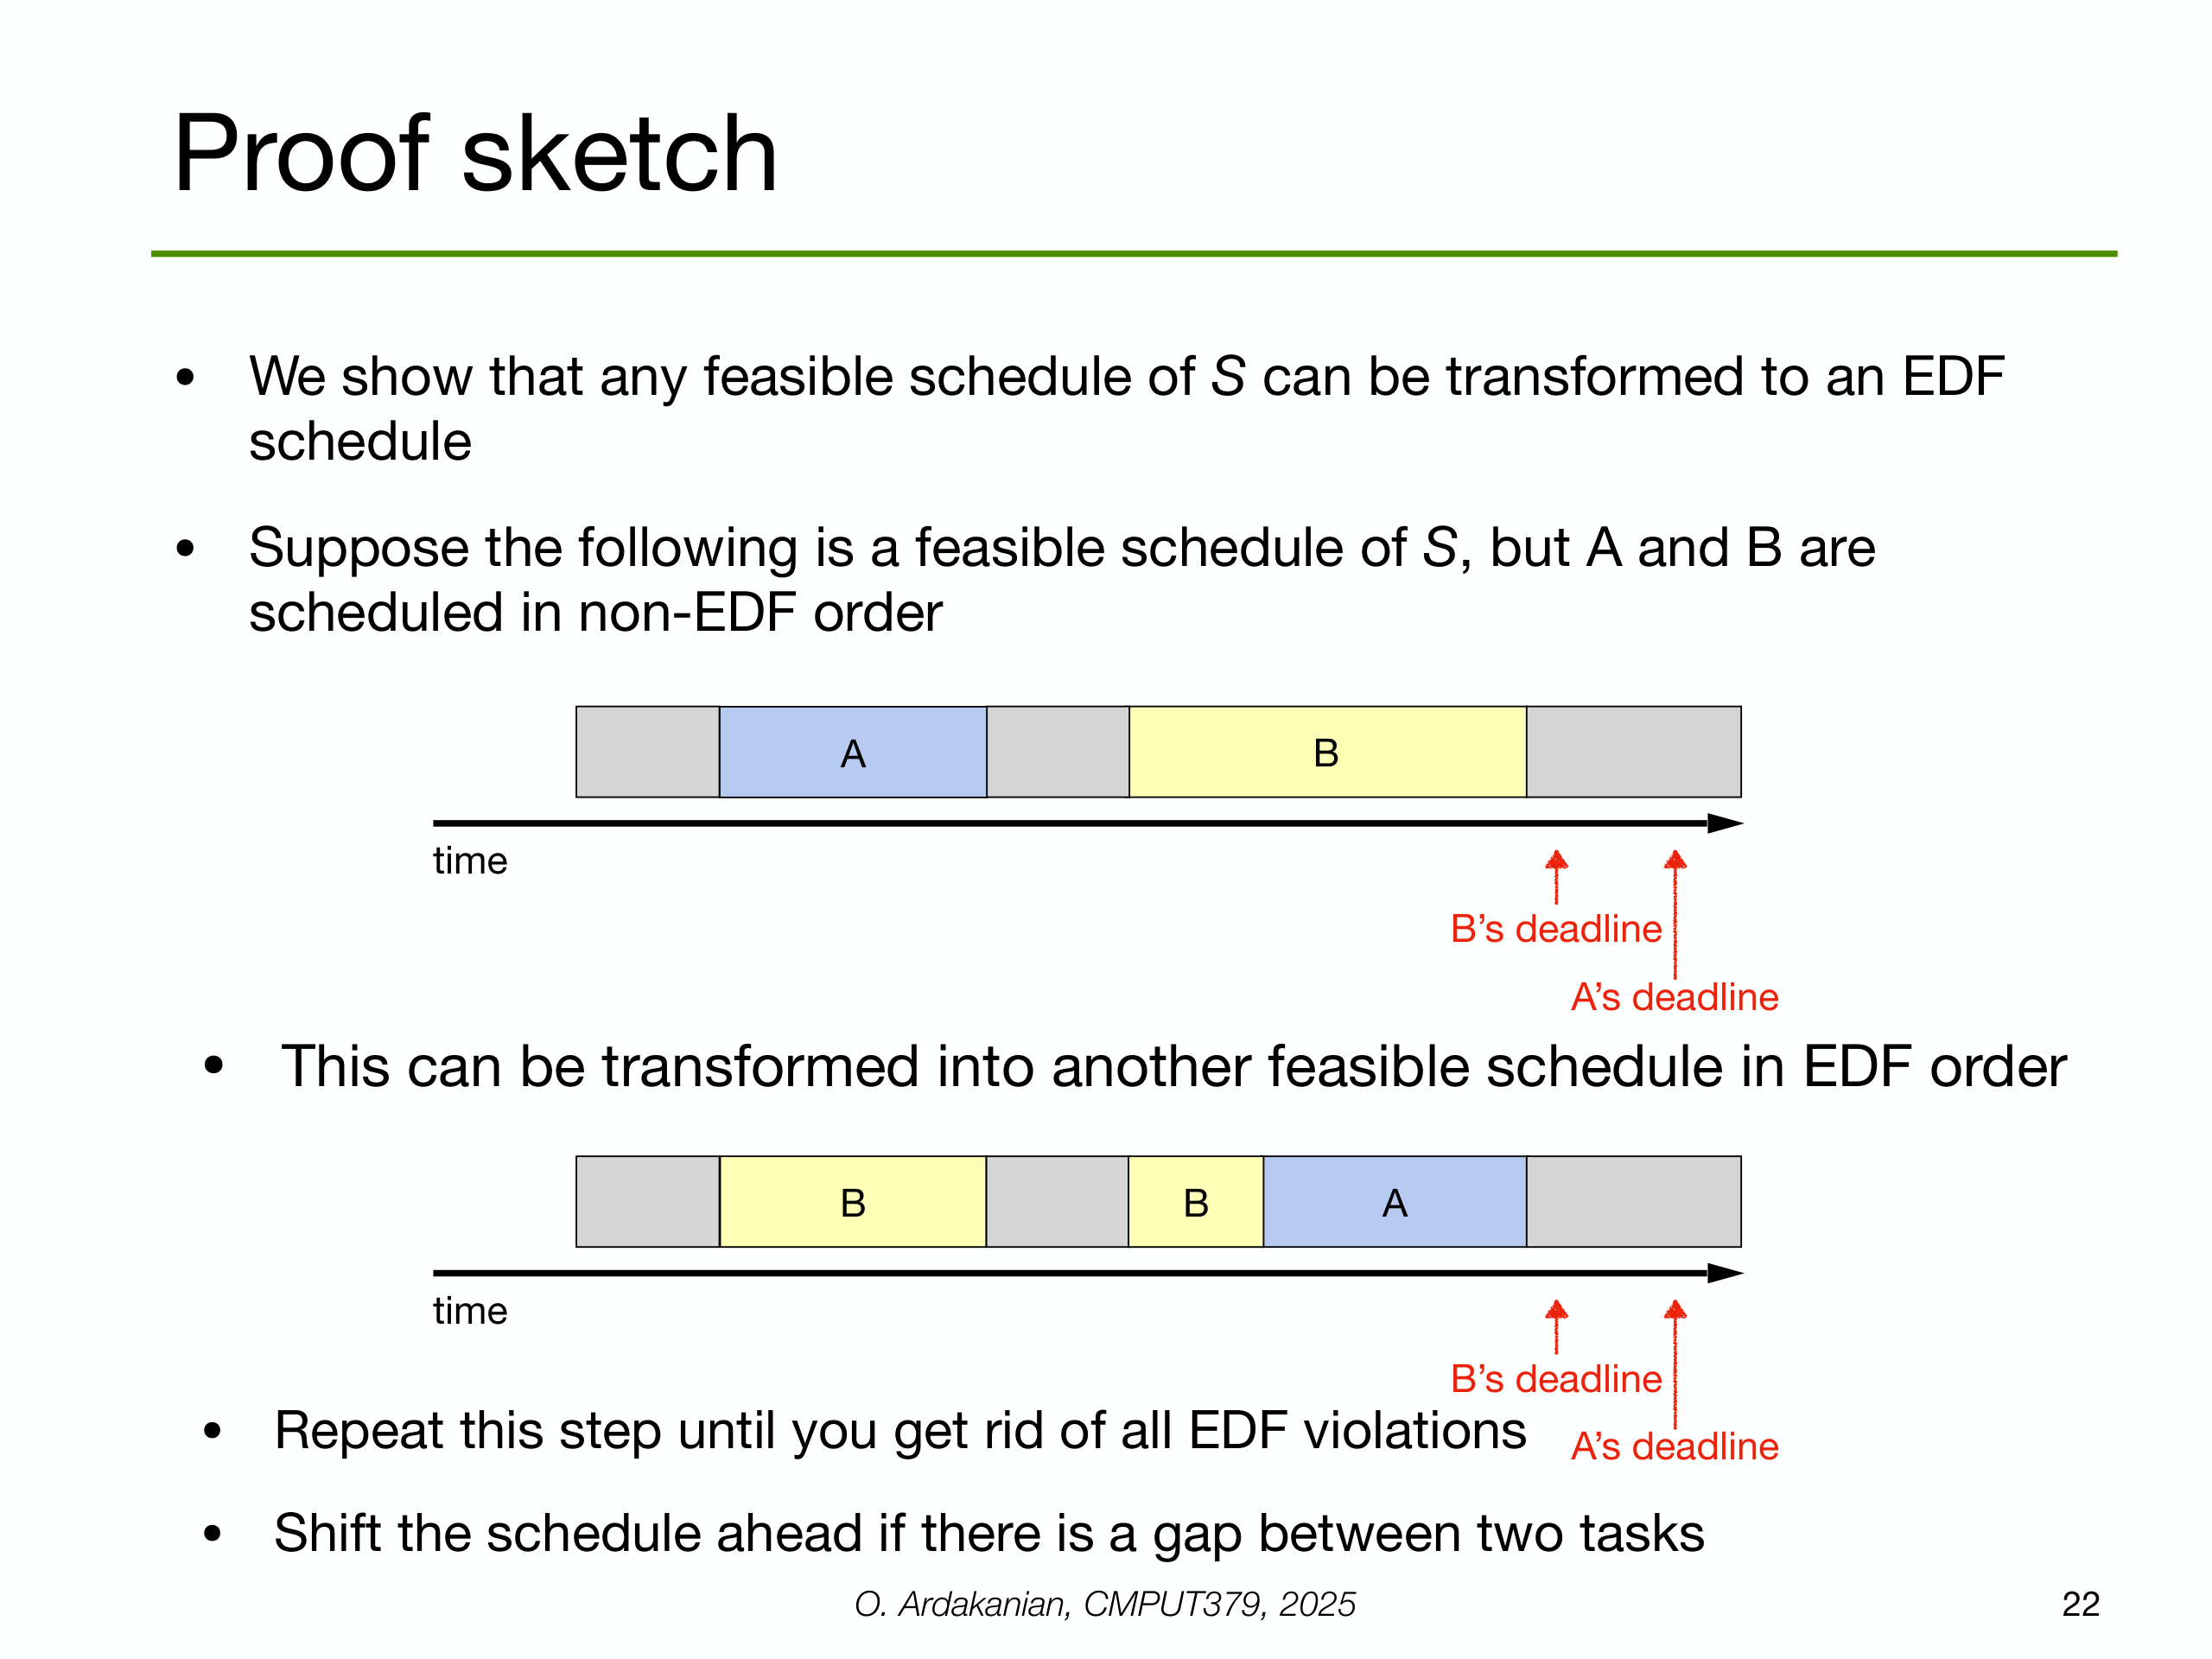 Proof sketch
• We show that any feasible schedule of S can be transformed to an EDF
schedule
• Suppose the following is a feasible schedule of S, but A and B are
scheduled in non-EDF order
A B
time
B’s deadline
A’s deadline
• This can be transformed into another feasible schedule in EDF order
B B A
time
B’s deadline
• Repeat this step until you get rid of all EDF violations
A’s deadline
• Shift the schedule ahead if there is a gap between two tasks
O. Ardakanian, CMPUT379, 2025 22